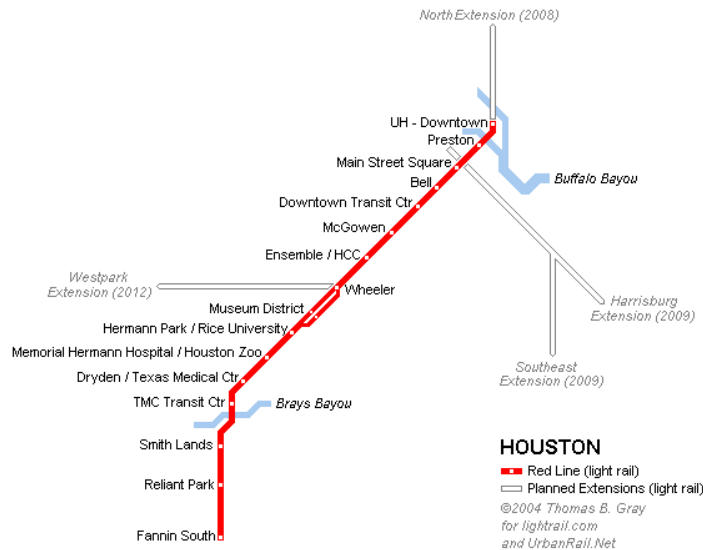 North Extension (2008)
UH - Downtown
Preston
Main Street Square
Bell
Buffalo Bayou
Downtown Transit Ctr
McGowen
Ensemble / HCC
Westpark
Extension (2012)
Wheeler
Museum District
Harrisburg
Extension (2009)
Hermann Park / Rice University
Memorial Hermann Hospital / Houston Zoo
Southeast
Extension (2009)
Dryden / Texas Medical Ctr
TMC Transit Ctr
Brays Bayou
Smith Lands
Reliant Park
Fannin South
HOUSTON
Red Line (light rail)
Planned Extensions (light rail)
©2004 Thomas B. Gray
for lightrail.com
and UrbanRail.Net